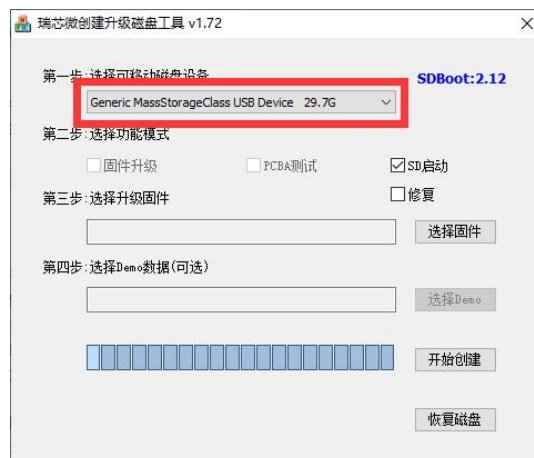 瑞芯微创建升级磁盘工具 v1.72
第一步:选择可移动磁盘设备
SDBoot:2.12
Generic MassStorageClass USB Device 29.7G
第二步:选择功能模式
固件升级
PCBA测试
SD启动
第三步:选择升级固件
修复
选择固件
第四步:选择Demo数据(可选)
选择Demo
开始创建
恢复磁盘